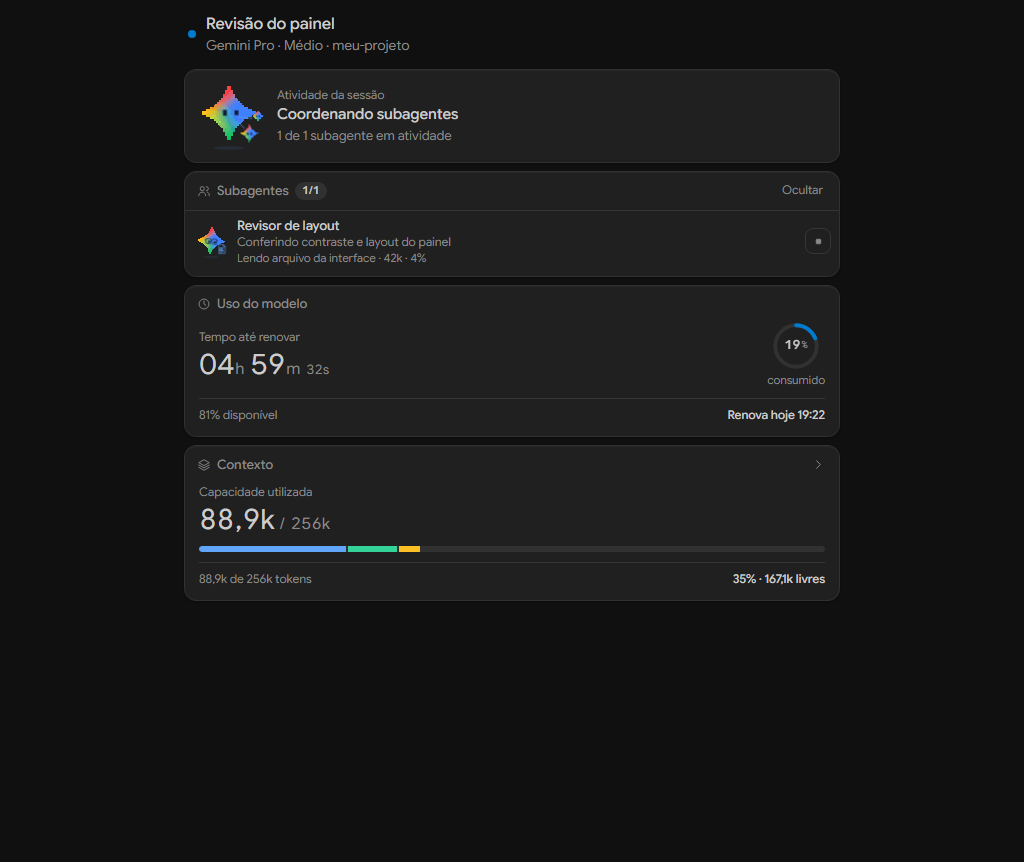 Revisão do painel
Gemini Pro · Médio · meu-projeto
Atividade da sessão
Coordenando subagentes
1 de 1 subagente em atividade
Subagentes 1/1 Ocultar
Revisor de layout
Conferindo contraste e layout do painel
Lendo arquivo da interface · 42k · 4%
Uso do modelo
Tempo até renovar
04h 59m 32s
19%
consumido
81% disponível Renova hoje 19:22
Contexto
Capacidade utilizada
88,9k / 256k
88,9k de 256k tokens 35% · 167,1k livres